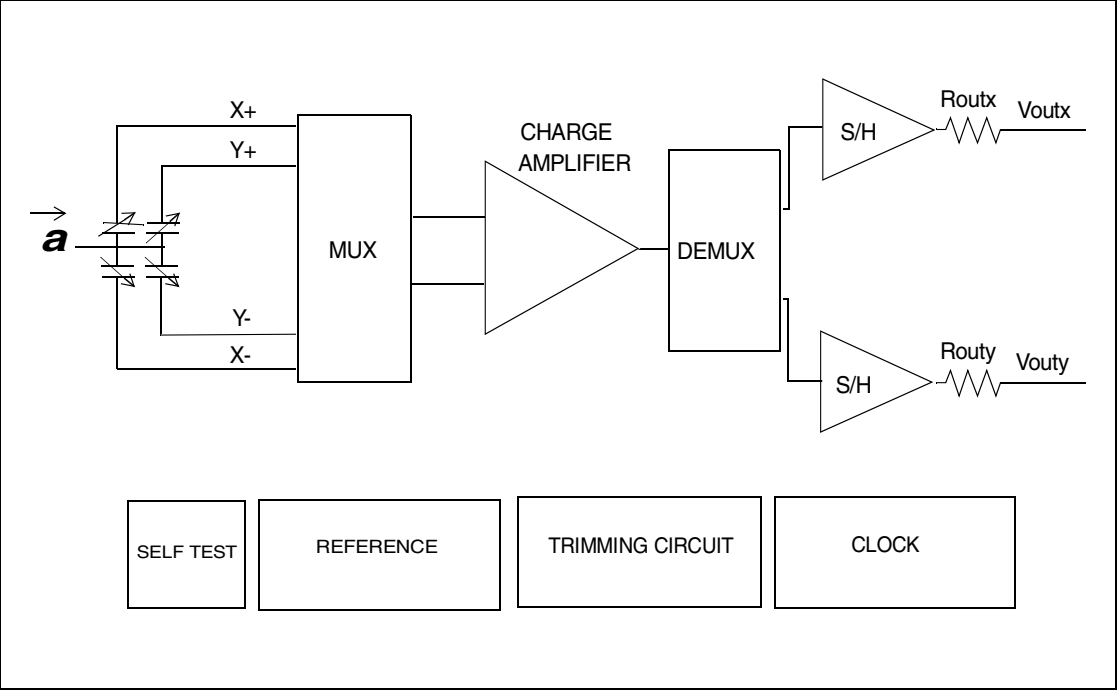 X+
Y+
a
Y-
X-
MUX
CHARGE
AMPLIFIER
DEMUX
S/H
Routx
Voutx
S/H
Routy
Vouty
SELF TEST
REFERENCE
TRIMMING CIRCUIT
CLOCK